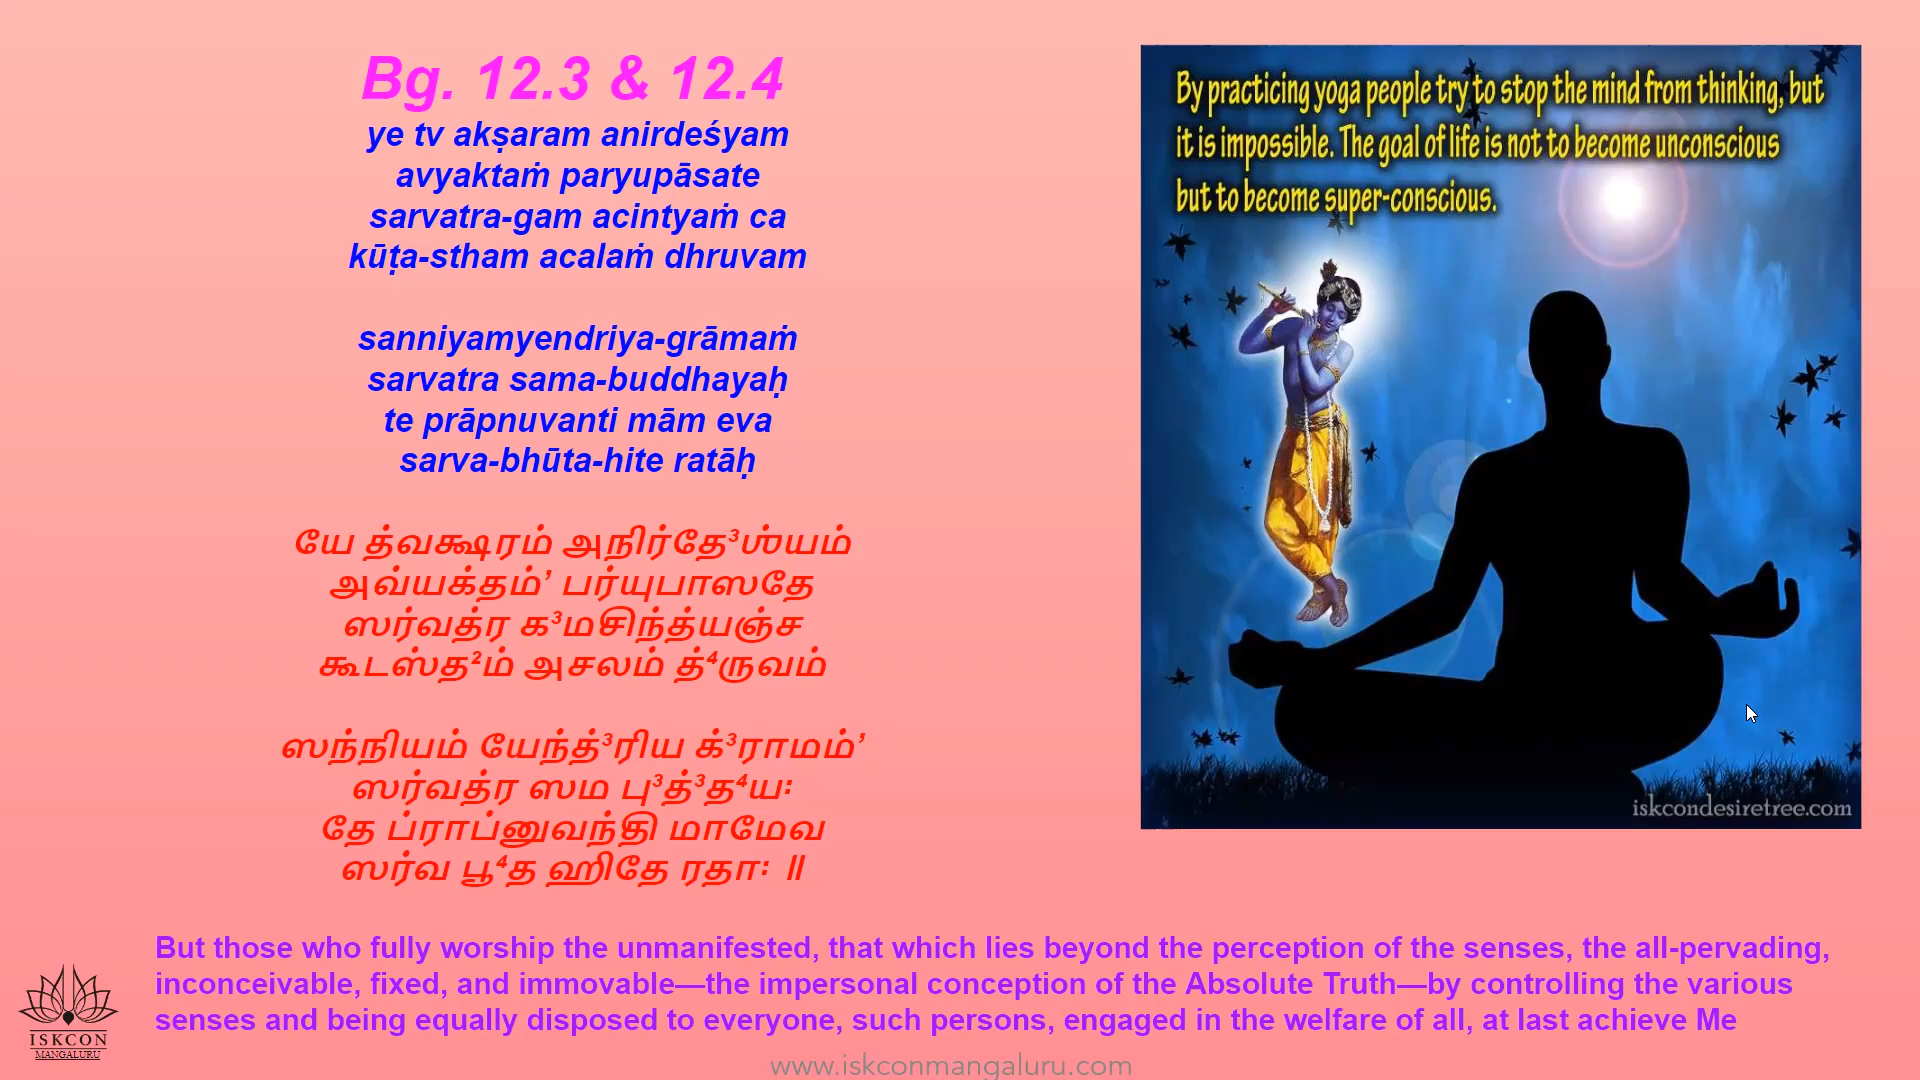 Bg. 12.3 & 12.4
ye tv akṣaram anirdeśyam
avyaktaṁ paryupāsate
sarvatra-gam acintyaṁ ca
kūṭa-stham acalaṁ dhruvam
sanniyamyendriya-grāmaṁ
sarvatra sama-buddhayaḥ
te prāpnuvanti mām eva
sarva-bhūta-hite ratāḥ
யே த்வக்ஷரம் அநிர்தே³ஶ்யம்
அவ்யக்தம்ʼ பர்யுபாஸதே
ஸர்வத்ர க³மசிந்த்யஞ்ச
கூடஸ்த²ம் அசலம் த்⁴ருவம்
ஸந்நியம் யேந்த்³ரிய க்³ராமம்ʼ
ஸர்வத்ர ஸம பு³த்³த⁴ய꞉
தே ப்ராப்னுவந்தி மாமேவ
ஸர்வ பூ⁴த ஹிதே ரதா꞉ ॥
By practicing yoga people try to stop the mind from thinking, but
it is impossible. The goal of life is not to become unconscious
but to become super-conscious.
iskcondesiretree.com
But those who fully worship the unmanifested, that which lies beyond the perception of the senses, the all-pervading,
inconceivable, fixed, and immovable—the impersonal conception of the Absolute Truth—by controlling the various
senses and being equally disposed to everyone, such persons, engaged in the welfare of all, at last achieve Me
ISKCON
MANGALURU
www.iskconmangaluru.com